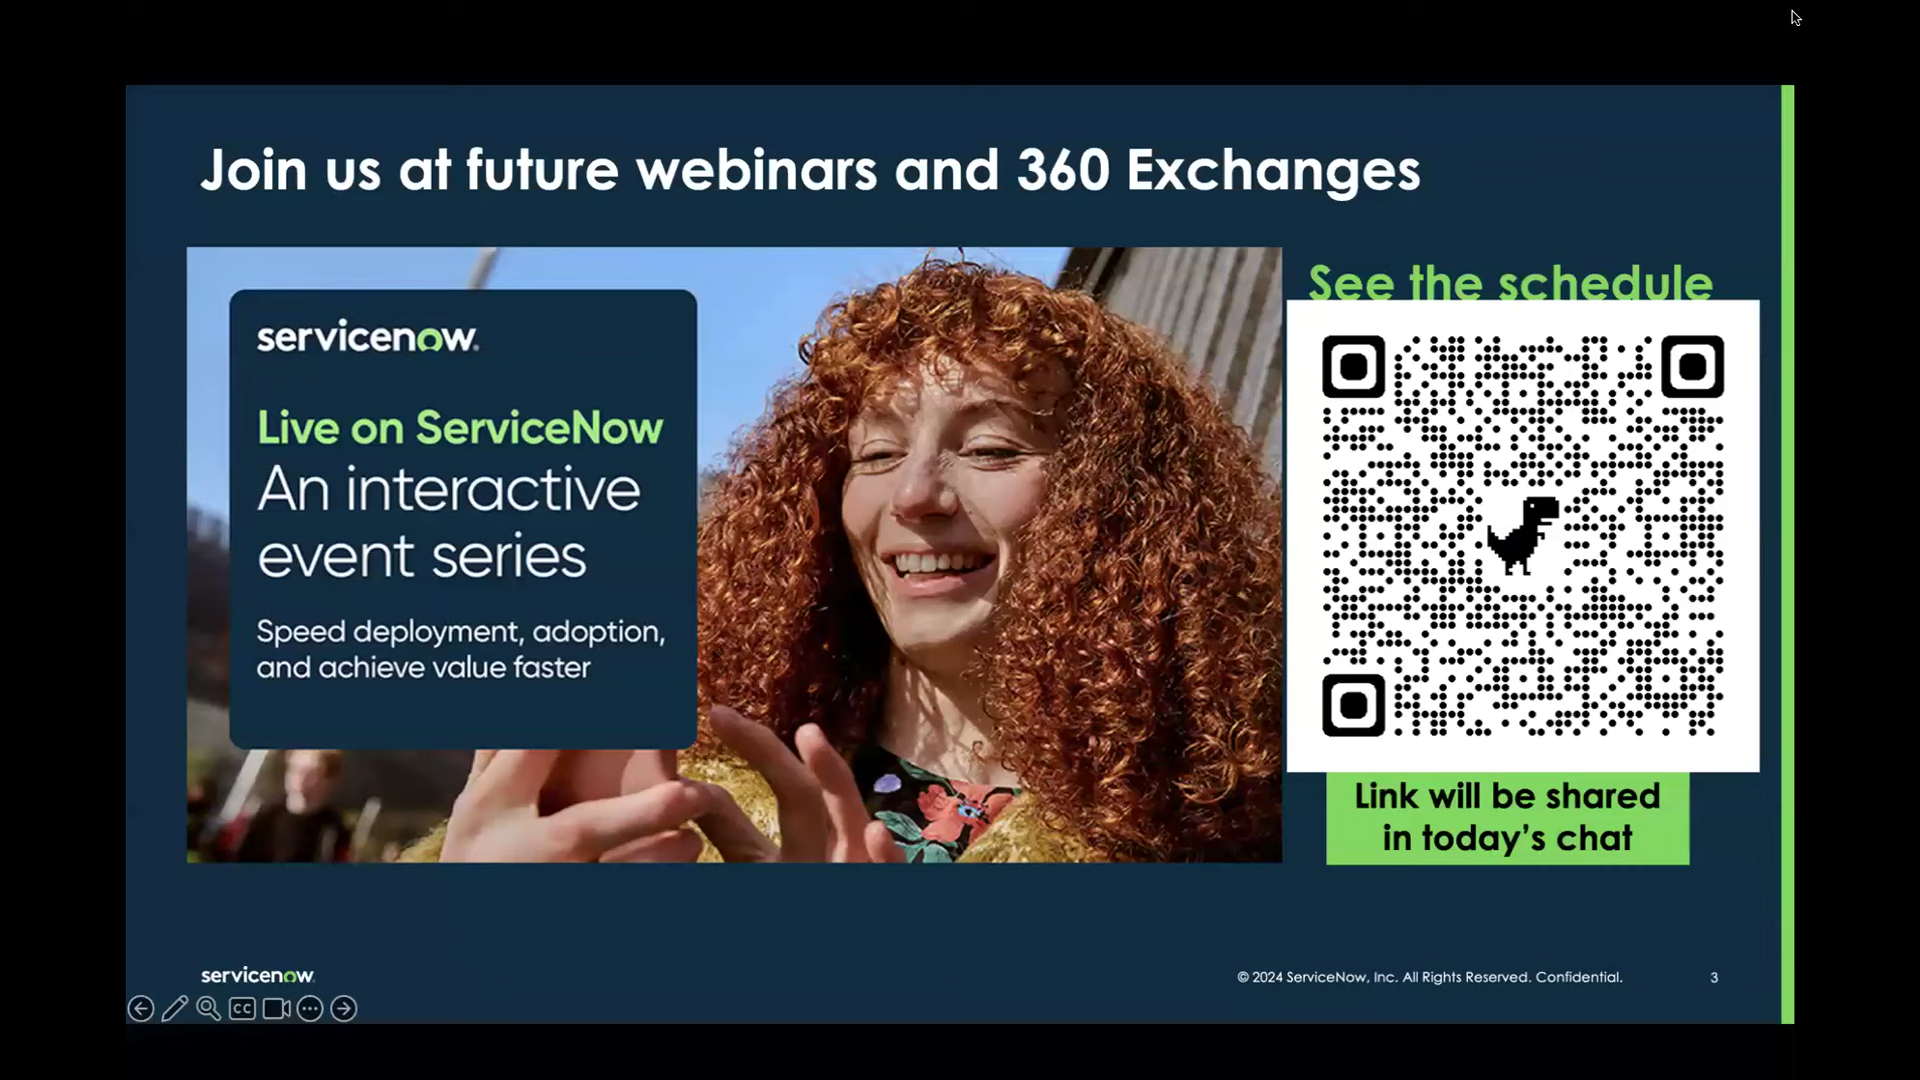 Join us at future webinars and 360 Exchanges
servicenow
Live on ServiceNow
An interactive
event series
Speed deployment, adoption,
and achieve value faster
See the schedule
Link will be shared
in today’s chat
servicenow
© 2024 ServiceNow, Inc. All Rights Reserved. Confidential.
3
CC